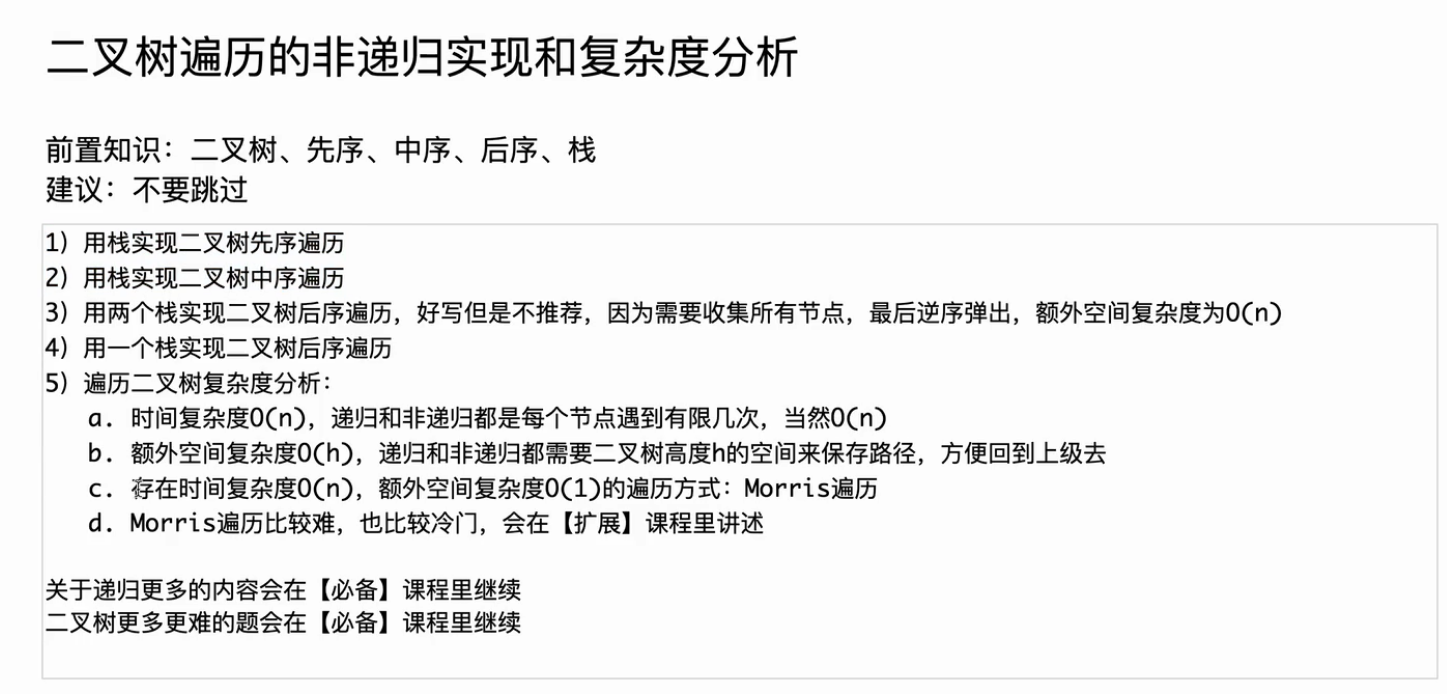 二叉树遍历的非递归实现和复杂度分析
前置知识：二叉树、先序、中序、后序、栈
建议：不要跳过
1）用栈实现二叉树先序遍历
2）用栈实现二叉树中序遍历
3）用两个栈实现二叉树后序遍历，好写但是不推荐，因为需要收集所有节点，最后逆序弹出，额外空间复杂度为O(n)
4）用一个栈实现二叉树后序遍历
5）遍历二叉树复杂度分析：
a. 时间复杂度O(n)，递归和非递归都是每个节点遇到有限几次，当然O(n)
b. 额外空间复杂度O(h)，递归和非递归都需要二叉树高度h的空间来保存路径，方便回到上级去
c. 存在时间复杂度O(n)，额外空间复杂度O(1)的遍历方式：Morris遍历
d. Morris遍历比较难，也比较冷门，会在【扩展】课程里讲述
关于递归更多的内容会在【必备】课程里继续
二叉树更多更难的题会在【必备】课程里继续